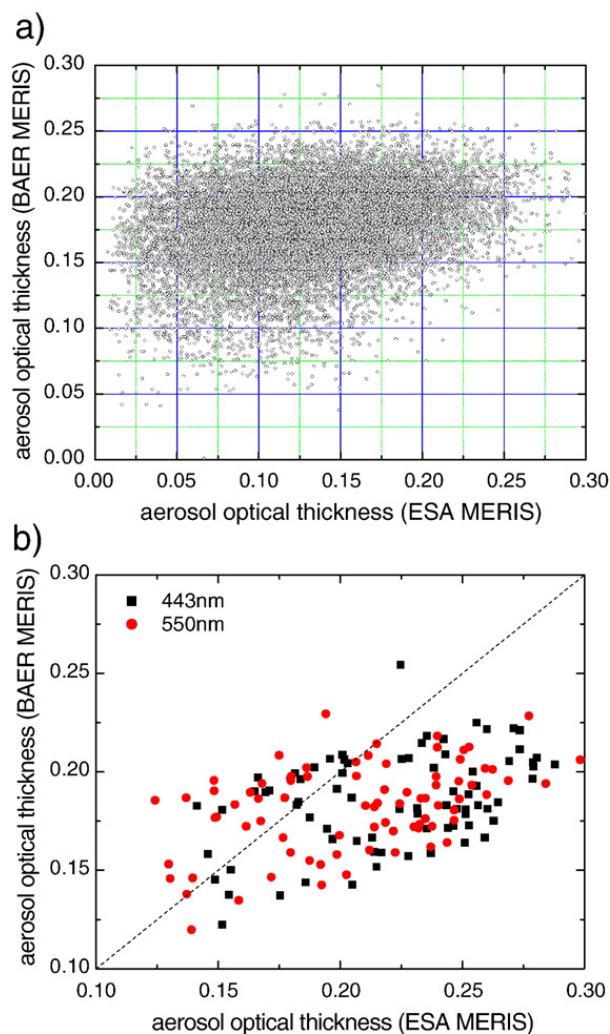 a)
0.30
0.25
0.20
0.15
0.10
0.05
0.00
aerosol optical thickness (BAER MERIS)
0.00 0.05 0.10 0.15 0.20 0.25 0.30
aerosol optical thickness (ESA MERIS)
b)
0.30
0.25
0.20
0.15
0.10
aerosol optical thickness (BAER MERIS)
443nm
550nm
0.10 0.15 0.20 0.25 0.30
aerosol optical thickness (ESA MERIS)